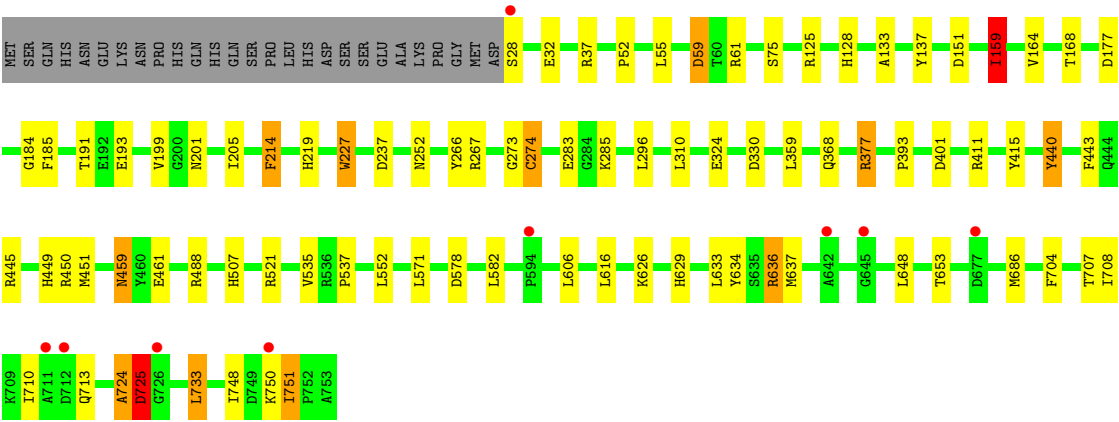 MET SER GLN HIS ASN GLU LYS ASN PRO HIS GLN HIS GLN SER PRO LEU HIS ASP SER SER GLU ALA LYS PRO GLY MET ASP S28 E32 R37 P52 L55 D59 T60 R61 S75 R125 H128 A133 Y137 D151 I159 V164 T168 D177
G184 F185 T191 E192 E193 V199 G200 N201 I205 F214 H219 W227 D237 N252 Y266 R267 G273 C274 E283 G284 K285 L296 L310 E324 D330 L359 Q368 R377 P393 D401 R411 Y415 Y440 F443 Q444
R445 H449 R450 M451 N459 Y460 E461 R488 H507 R521 V535 R536 P537 L552 L571 D578 L582 P594 L606 L616 K626 H629 L633 Y634 S635 R636 M637 A642 G645 L648 T653 D677 M686 F704 T707 I708
K709 I710 A711 D712 Q713 A724 D725 G726 L733 I748 D749 K750 I751 P752 A753